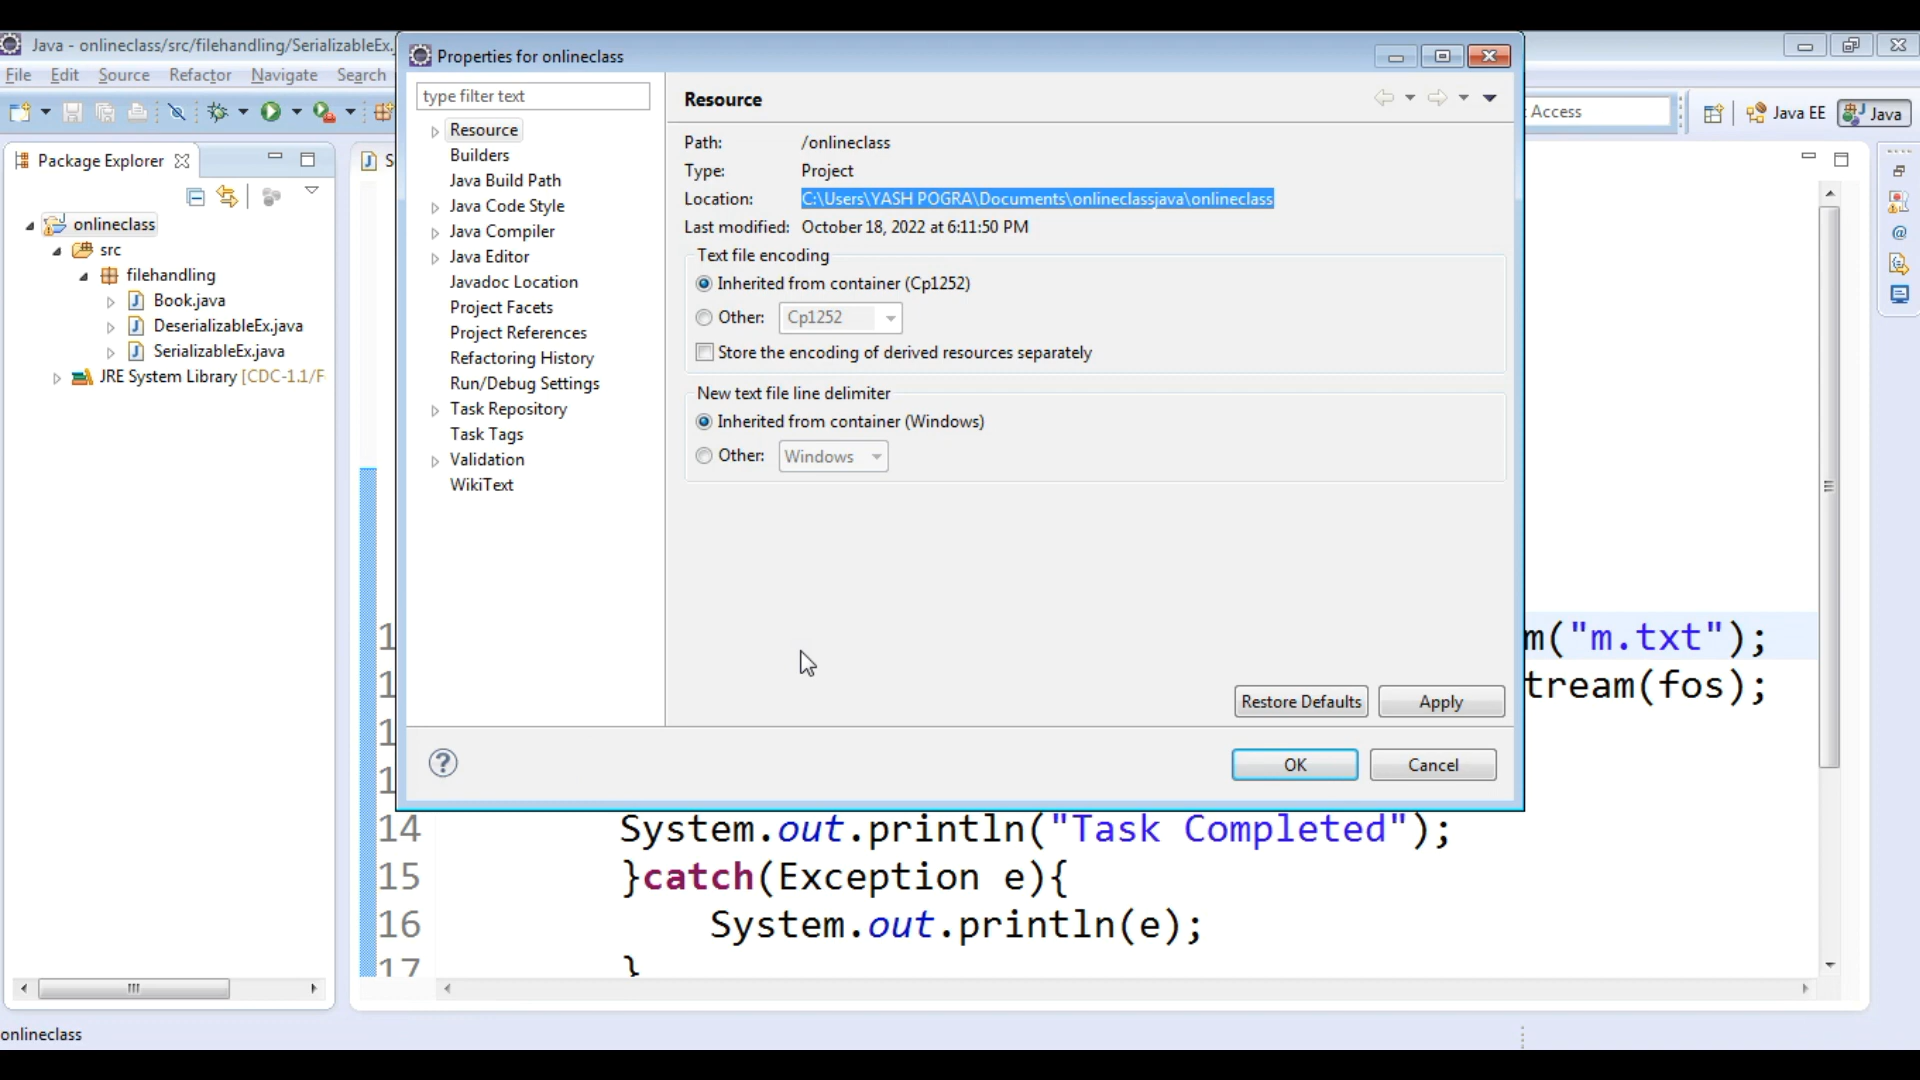 Java - onlineclass/src/filehandling/SerializableEx.
File Edit Source Refactor Navigate Search
Access
Java EE
Java
Package Explorer
onlineclass
src
filehandling
Book.java
DeserializableEx.java
SerializableEx.java
JRE System Library [CDC-1.1/F
Properties for onlineclass
type filter text
Resource
Builders
Java Build Path
Java Code Style
Java Compiler
Java Editor
Javadoc Location
Project Facets
Project References
Refactoring History
Run/Debug Settings
Task Repository
Task Tags
Validation
WikiText
Resource
Path: /onlineclass
Type: Project
Location: C:\Users\YASH POGRA\Documents\onlineclassjava\onlineclass
Last modified: October 18, 2022 at 6:11:50 PM
Text file encoding
Inherited from container (Cp1252)
Other: Cp1252
Store the encoding of derived resources separately
New text file line delimiter
Inherited from container (Windows)
Other: Windows
Restore Defaults Apply
OK Cancel
S
1 m("m.txt");
1 tream(fos);
1
1
14 System.out.println("Task Completed");
15 }catch(Exception e){
16 System.out.println(e);
17 }
onlineclass